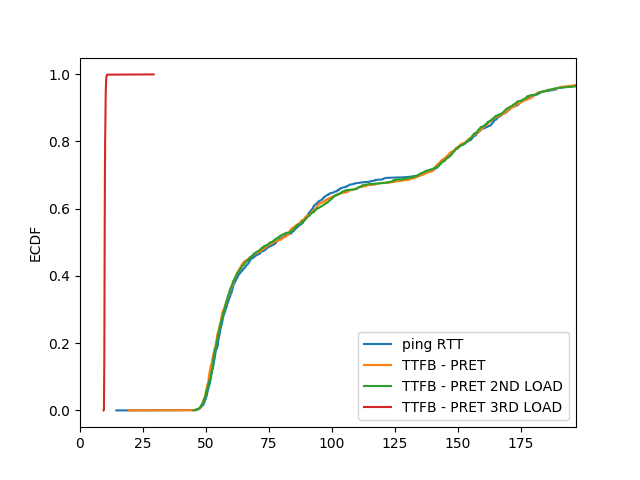 1.0
0.8
0.6
0.4
0.2
0.0
ECDF
0 25 50 75 100 125 150 175
ping RTT
TTFB - PRET
TTFB - PRET 2ND LOAD
TTFB - PRET 3RD LOAD